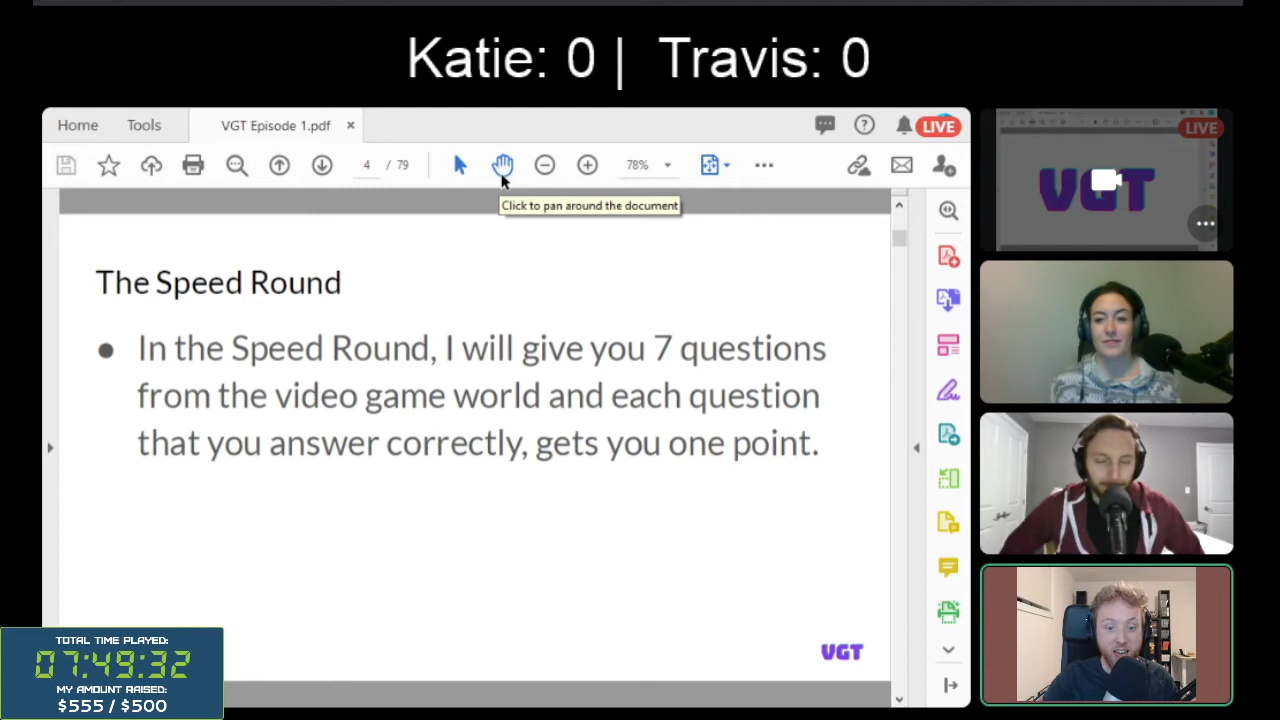 Katie: 0 | Travis: 0
Home Tools VGT Episode 1.pdf × LIVE
4 / 79 78%
Click to pan around the document
The Speed Round
● In the Speed Round, I will give you 7 questions
from the video game world and each question
that you answer correctly, gets you one point.
VGT
LIVE
VGT
TOTAL TIME PLAYED:
07:49:32
MY AMOUNT RAISED:
$555 / $500